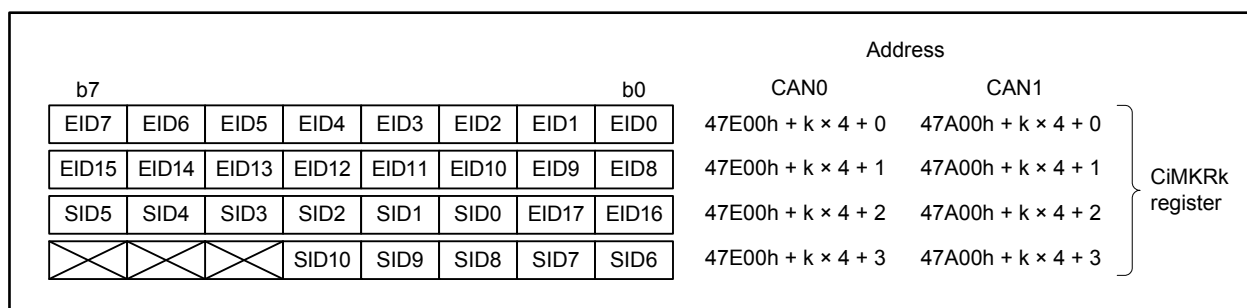 Address
b7 b0 CAN0 CAN1
EID7 EID6 EID5 EID4 EID3 EID2 EID1 EID0 47E00h + k × 4 + 0 47A00h + k × 4 + 0
EID15 EID14 EID13 EID12 EID11 EID10 EID9 EID8 47E00h + k × 4 + 1 47A00h + k × 4 + 1
SID5 SID4 SID3 SID2 SID1 SID0 EID17 EID16 47E00h + k × 4 + 2 47A00h + k × 4 + 2
SID10 SID9 SID8 SID7 SID6 47E00h + k × 4 + 3 47A00h + k × 4 + 3
CiMKRk
register